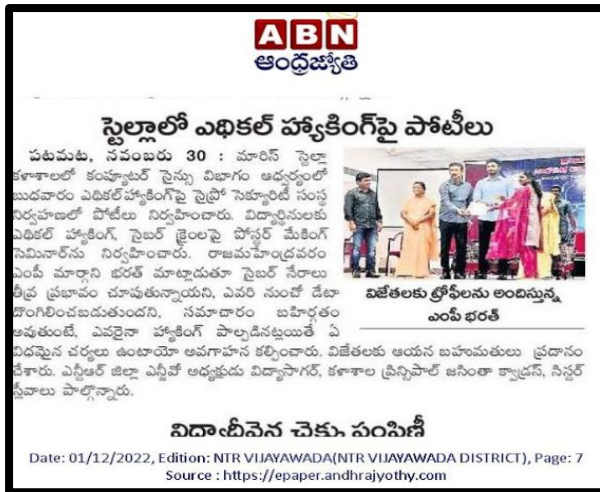 ABN
ఆంధ్రజ్యోతి
స్టెల్లాలో ఎథికల్ హ్యాకింగ్‌పై పోటీలు
పటమట, నవంబరు 30 : మారిస్ స్టెల్లా
కళాశాలలో కంప్యూటర్ సైన్సు విభాగం ఆధ్వర్యంలో
బుధవారం ఎథికల్‌హ్యాకింగ్‌పై సైప్రో సెక్యూరిటీ సంస్థ
నిర్వహణలో పోటీలు నిర్వహించారు. విద్యార్థినులకు
ఎథికల్ హ్యాకింగ్, సైబర్ క్రైంలపై పోస్టర్ మేకింగ్
సెమినార్‌ను నిర్వహించారు. రాజమహేంద్రవరం
ఎంపీ మార్గాని భరత్ మాట్లాడుతూ సైబర్ నేరాలు
తీవ్ర ప్రభావం చూపుతున్నాయని, ఎవరి నుంచో డేటా
దొంగిలించబడుతుందని, సమాచారం బహిర్గతం
అవుతుంటే, ఎవరైనా హ్యాకింగ్ పాల్పడినట్లయితే ఏ
విధమైన చర్యలు ఉంటాయో అవగాహన కల్పించారు. విజేతలకు ఆయన బహుమతులు ప్రదానం
చేశారు. ఎన్టీఆర్ జిల్లా ఎన్జీవో అధ్యక్షుడు విద్యాసాగర్, కళాశాల ప్రిన్సిపాల్ జసింతా క్వాడ్రస్, సిస్టర్
స్లీవాలు పాల్గొన్నారు.
విజేతలకు ట్రోఫీలను అందిస్తున్న
ఎంపీ భరత్
విద్యాదీవెన చెక్కు పంపిణీ
Date: 01/12/2022, Edition: NTR VIJAYAWADA(NTR VIJAYAWADA DISTRICT), Page: 7
Source : https://epaper.andhrajyothy.com